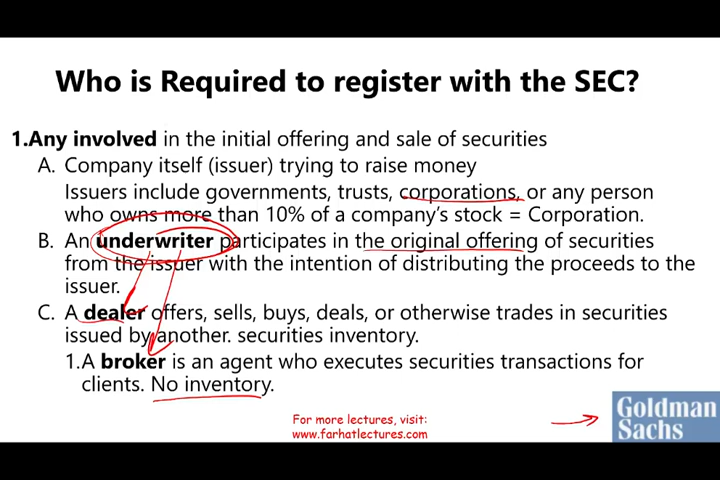 Who is Required to register with the SEC?
1.Any involved in the initial offering and sale of securities
A. Company itself (issuer) trying to raise money
Issuers include governments, trusts, corporations, or any person
who owns more than 10% of a company's stock = Corporation.
B. An underwriter participates in the original offering of securities
from the issuer with the intention of distributing the proceeds to the
issuer.
C. A dealer offers, sells, buys, deals, or otherwise trades in securities
issued by another. securities inventory.
1.A broker is an agent who executes securities transactions for
clients. No inventory.
For more lectures, visit:
www.farhatlectures.com
Goldman
Sachs